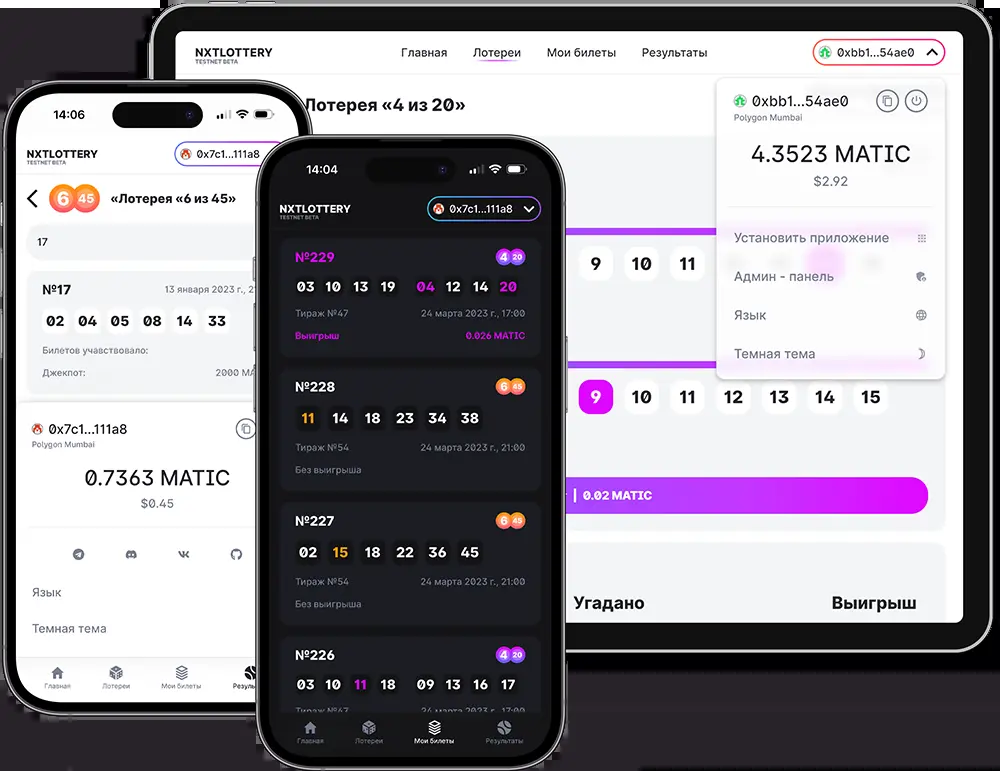 NXTLOTTERY
TESTNET BETA
Главная
Лотереи
Мои билеты
Результаты
0xbb1...54ae0
Лотерея «4 из 20»
0xbb1...54ae0
Polygon Mumbai
4.3523 MATIC
$2.92
Установить приложение
Админ - панель
Язык
Темная тема
9 10 11
9 10 11 12 13 14 15
0.02 MATIC
Угадано
Выигрыш
14:06
NXTLOTTERY
TESTNET BETA
0x7c1...111a8
6 45 «Лотерея «6 из 45»
17
№17
13 января 2023 г.,
02 04 05 08 14 33
Билетов учавствовало:
Джекпот:
2000
0x7c1...111a8
Polygon Mumbai
0.7363 MATIC
$0.45
Язык
Темная тема
Главная
Лотереи
Мои билеты
14:04
NXTLOTTERY
TESTNET BETA
0x7c1...111a8
№229
4 20
03 10 13 19 04 12 14 20
Тираж №47
24 марта 2023 г., 17:00
Выигрыш
0.026 MATIC
№228
6 45
11 14 18 23 34 38
Тираж №54
24 марта 2023 г., 21:00
Без выигрыша
№227
6 45
02 15 18 22 36 45
Тираж №54
24 марта 2023 г., 21:00
Без выигрыша
№226
4 20
03 10 11 18 09 13 16 17
Тираж №47
24 марта 2023 г., 17:00
Главная
Лотереи
Мои билеты
Результаты